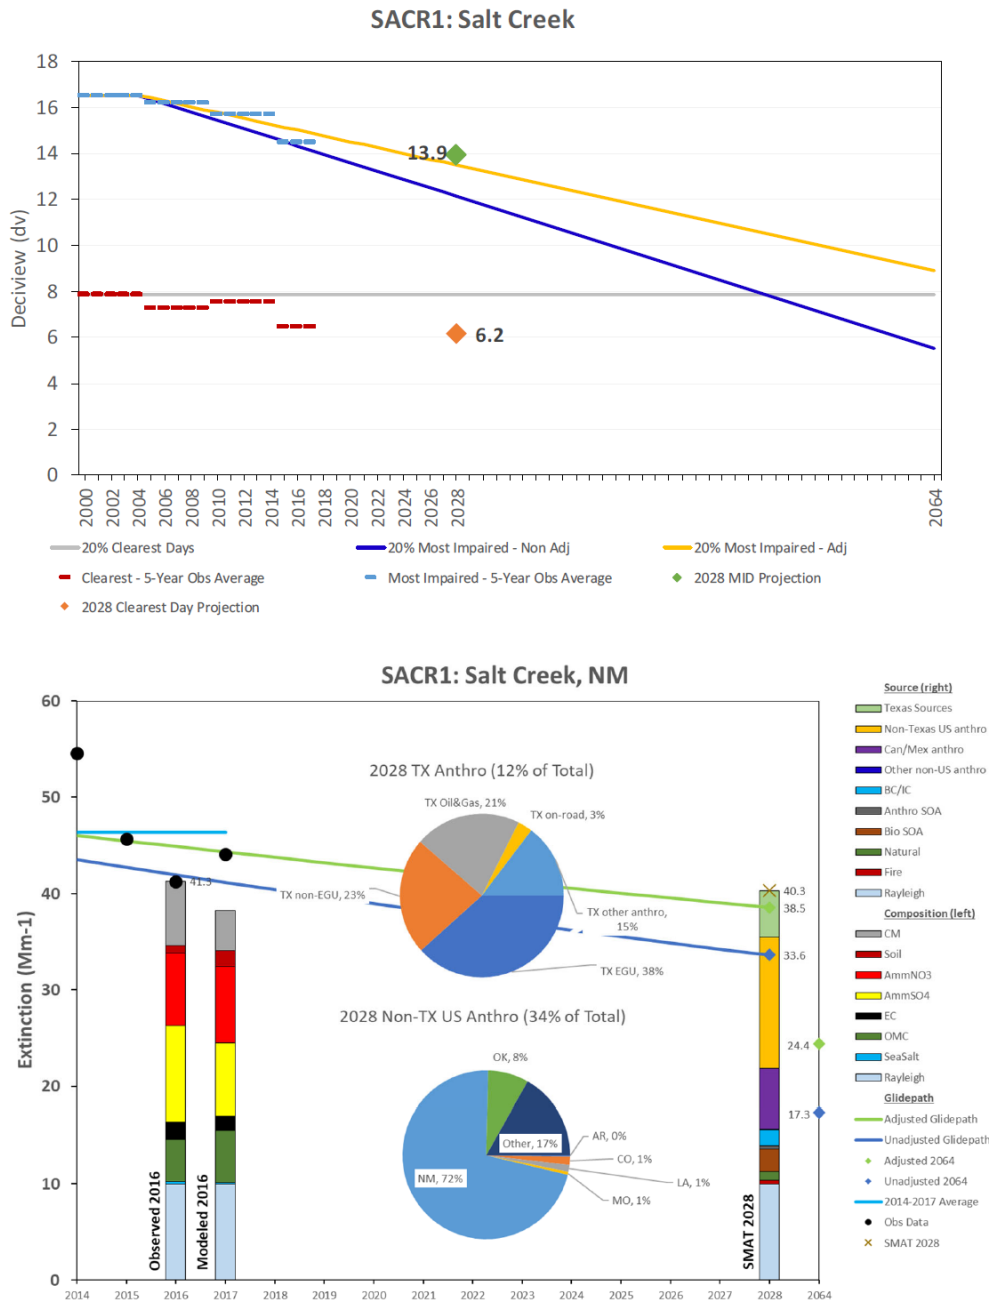 SACR1: Salt Creek
18
16
14
12
10
8
6
4
2
0
Deciview (dv)
13.9
6.2
2000
2002
2004
2006
2008
2010
2012
2014
2016
2018
2020
2022
2024
2026
2028
2064
20% Clearest Days
20% Most Impaired - Non Adj
20% Most Impaired - Adj
Clearest - 5-Year Obs Average
Most Impaired - 5-Year Obs Average
2028 MID Projection
2028 Clearest Day Projection
SACR1: Salt Creek, NM
60
50
40
30
20
10
0
Extinction (Mm-1)
2028 TX Anthro (12% of Total)
TX Oil&Gas, 21%
TX on-road, 3%
TX non-EGU, 23%
TX other anthro,
15%
TX EGU, 38%
41.3
2028 Non-TX US Anthro (34% of Total)
OK, 8%
Other, 17%
AR, 0%
CO, 1%
LA, 1%
MO, 1%
NM, 72%
40.3
38.5
33.6
24.4
17.3
Observed 2016
Modeled 2016
SMAT 2028
2014
2015
2016
2017
2018
2019
2020
2021
2022
2023
2024
2025
2026
2027
2028
2064
Source (right)
Texas Sources
Non-Texas US anthro
Can/Mex anthro
Other non-US anthro
BC/IC
Anthro SOA
Bio SOA
Natural
Fire
Rayleigh
Composition (left)
CM
Soil
AmmNO3
AmmSO4
EC
OMC
SeaSalt
Rayleigh
Glidepath
Adjusted Glidepath
Unadjusted Glidepath
Adjusted 2064
Unadjusted 2064
2014-2017 Average
Obs Data
SMAT 2028